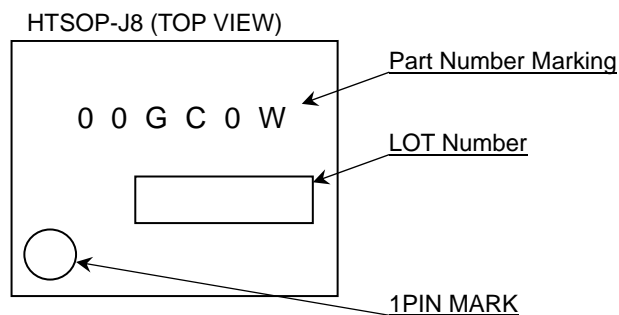 HTSOP-J8 (TOP VIEW)
Part Number Marking
0 0 G C 0 W
LOT Number
1PIN MARK